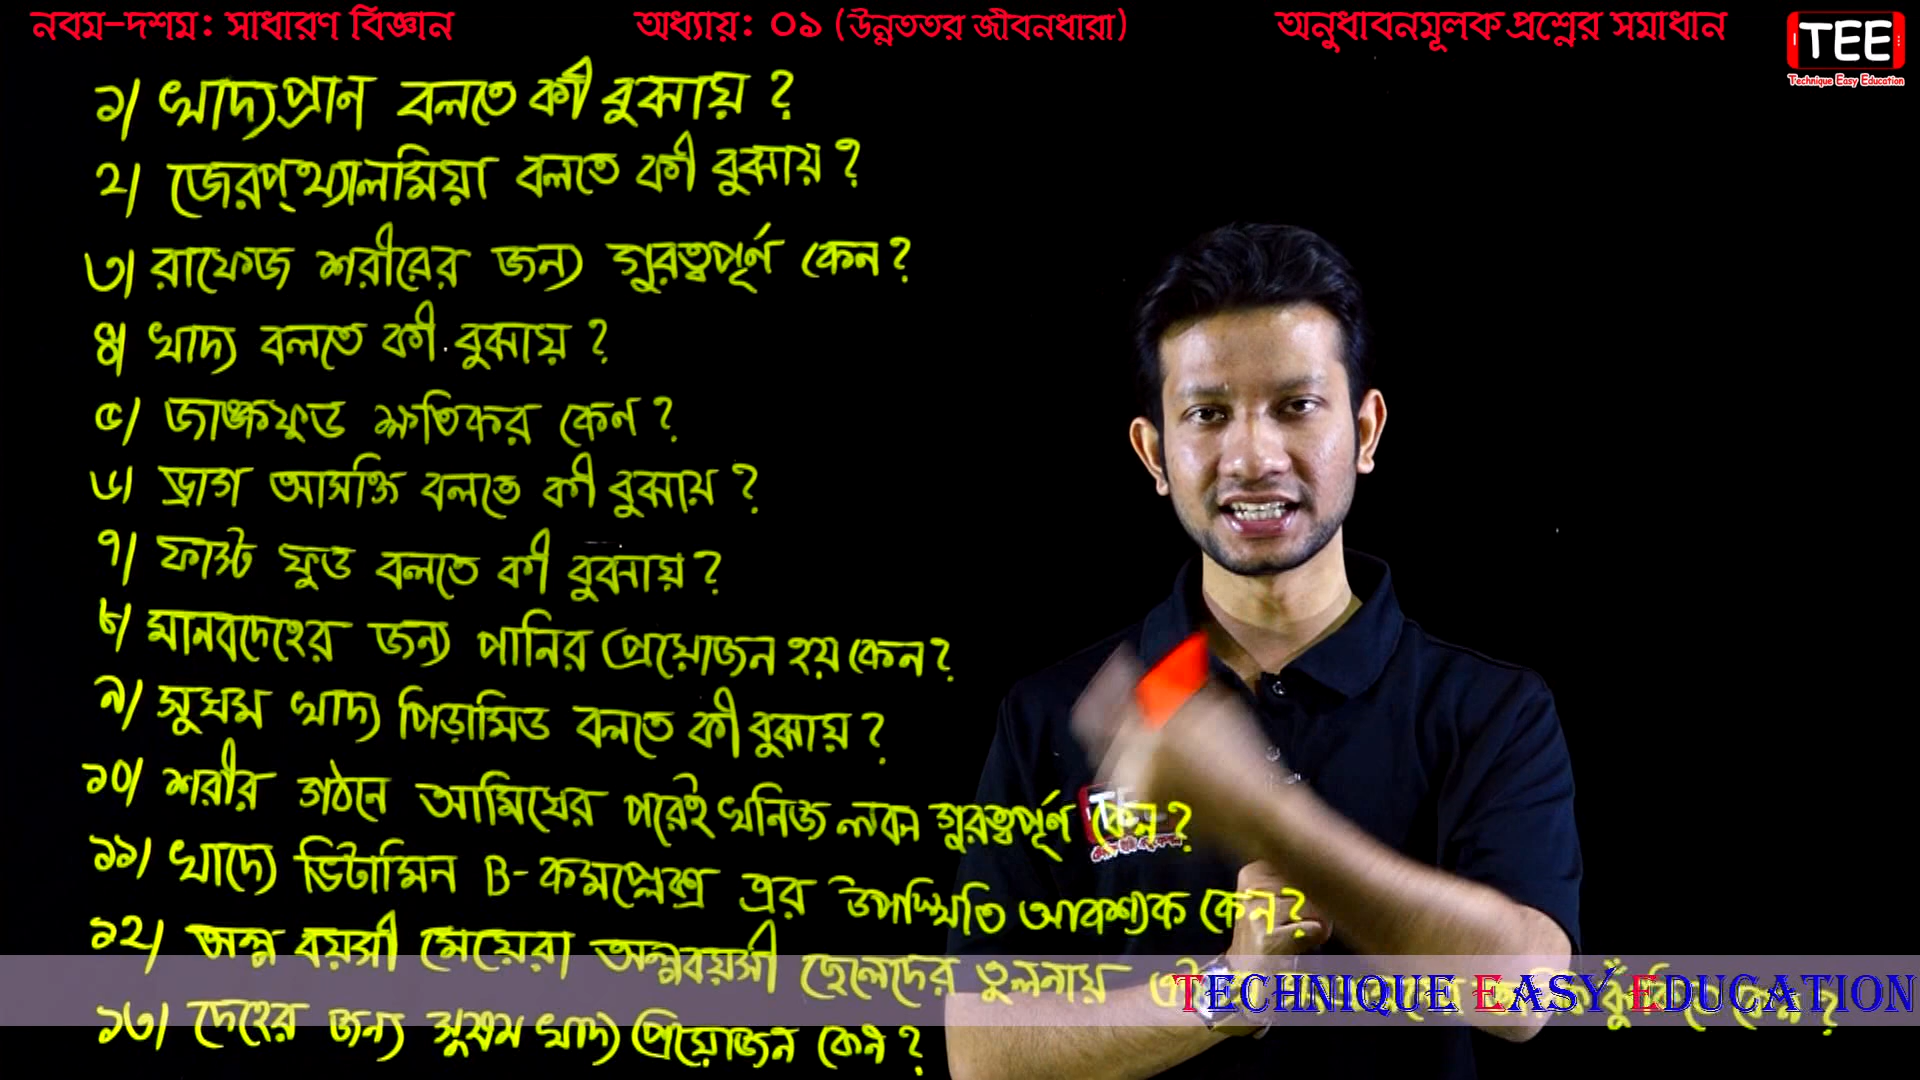 নবম-দশম: সাধারণ বিজ্ঞান
অধ্যায়: ০১ (উন্নততর জীবনধারা)
অনুধাবনমূলক প্রশ্নের সমাধান
TEE
Technique Easy Education
১/ খাদ্যপ্রাণ বলতে কী বুঝায় ?
২/ জেরপ্থ্যালমিয়া বলতে কী বুঝায় ?
৩/ রাফেজ শরীরের জন্য গুরত্বপূর্ণ কেন ?
৪/ খাদ্য বলতে কী বুঝায় ?
৫/ জাঙ্কফুড ক্ষতিকর কেন ?
৬/ ড্রাগ আসক্তি বলতে কী বুঝায় ?
৭/ ফাস্ট ফুড বলতে কী বুঝায় ?
৮/ মানবদেহের জন্য পানির প্রয়োজন হয় কেন ?
৯/ সুষম খাদ্য পিড়ামিড বলতে কী বুঝায় ?
১০/ শরীর গঠনে আমিষের পরেই খনিজ লবন গুরত্বপূর্ণ কেন ?
১১/ খাদ্যে ভিটামিন B-কমপ্লেক্স এর উপস্থিতি আবশ্যক কেন ?
১২/ অল্প বয়সী মেয়েরা অল্পবয়সী ছেলেদের তুলনায়
TECHNIQUE EASY EDUCATION
১৩/ দেহের জন্য সুষম খাদ্য প্রয়োজন কেন ?